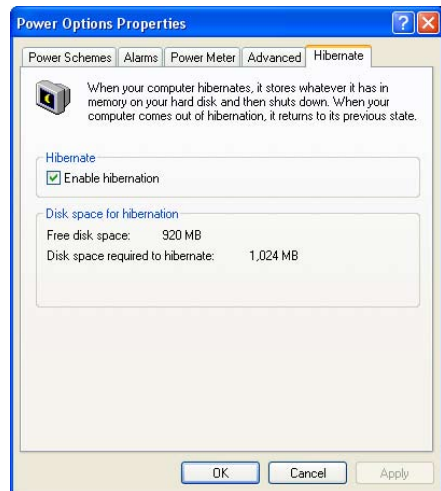 Power Options Properties
Power Schemes Alarms Power Meter Advanced Hibernate
When your computer hibernates, it stores whatever it has in
memory on your hard disk and then shuts down. When your
computer comes out of hibernation, it returns to its previous state.
Hibernate
Enable hibernation
Disk space for hibernation
Free disk space: 920 MB
Disk space required to hibernate: 1,024 MB
OK Cancel Apply